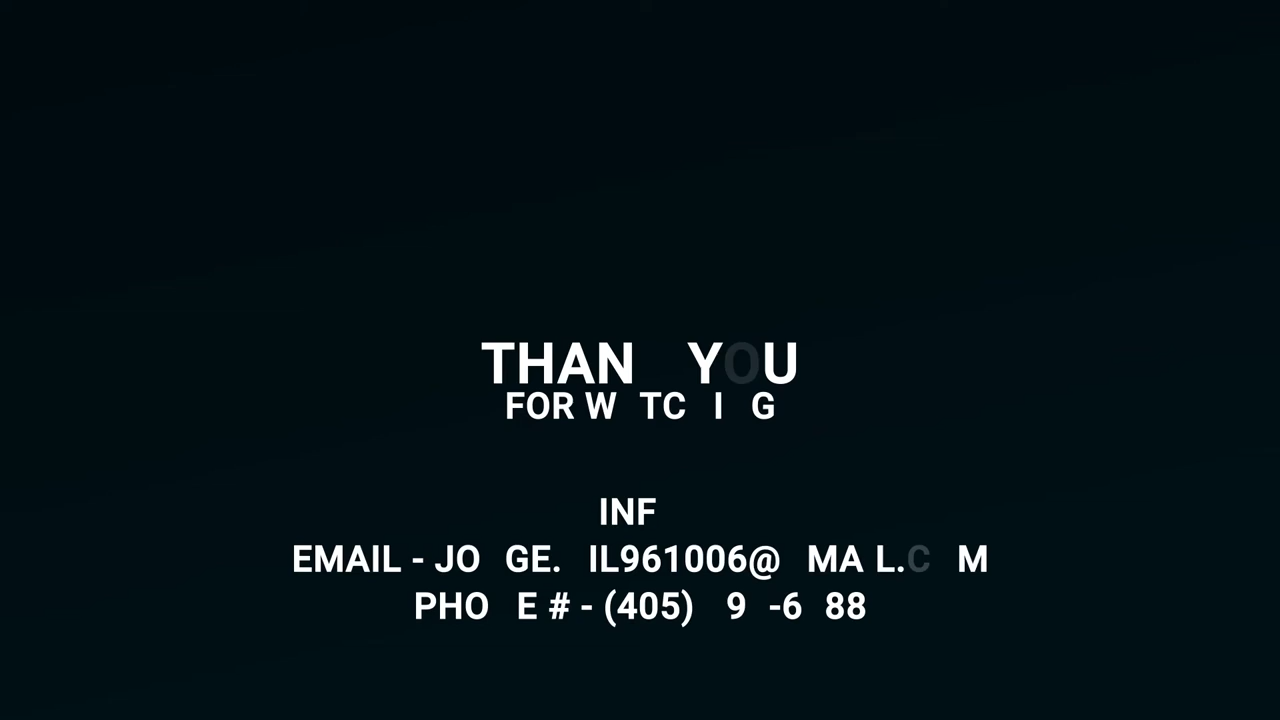 THAN YOU
FOR W TC I G
INF
EMAIL - JO GE. IL961006@ MA L.C M
PHO E # - (405) 9 -6 88